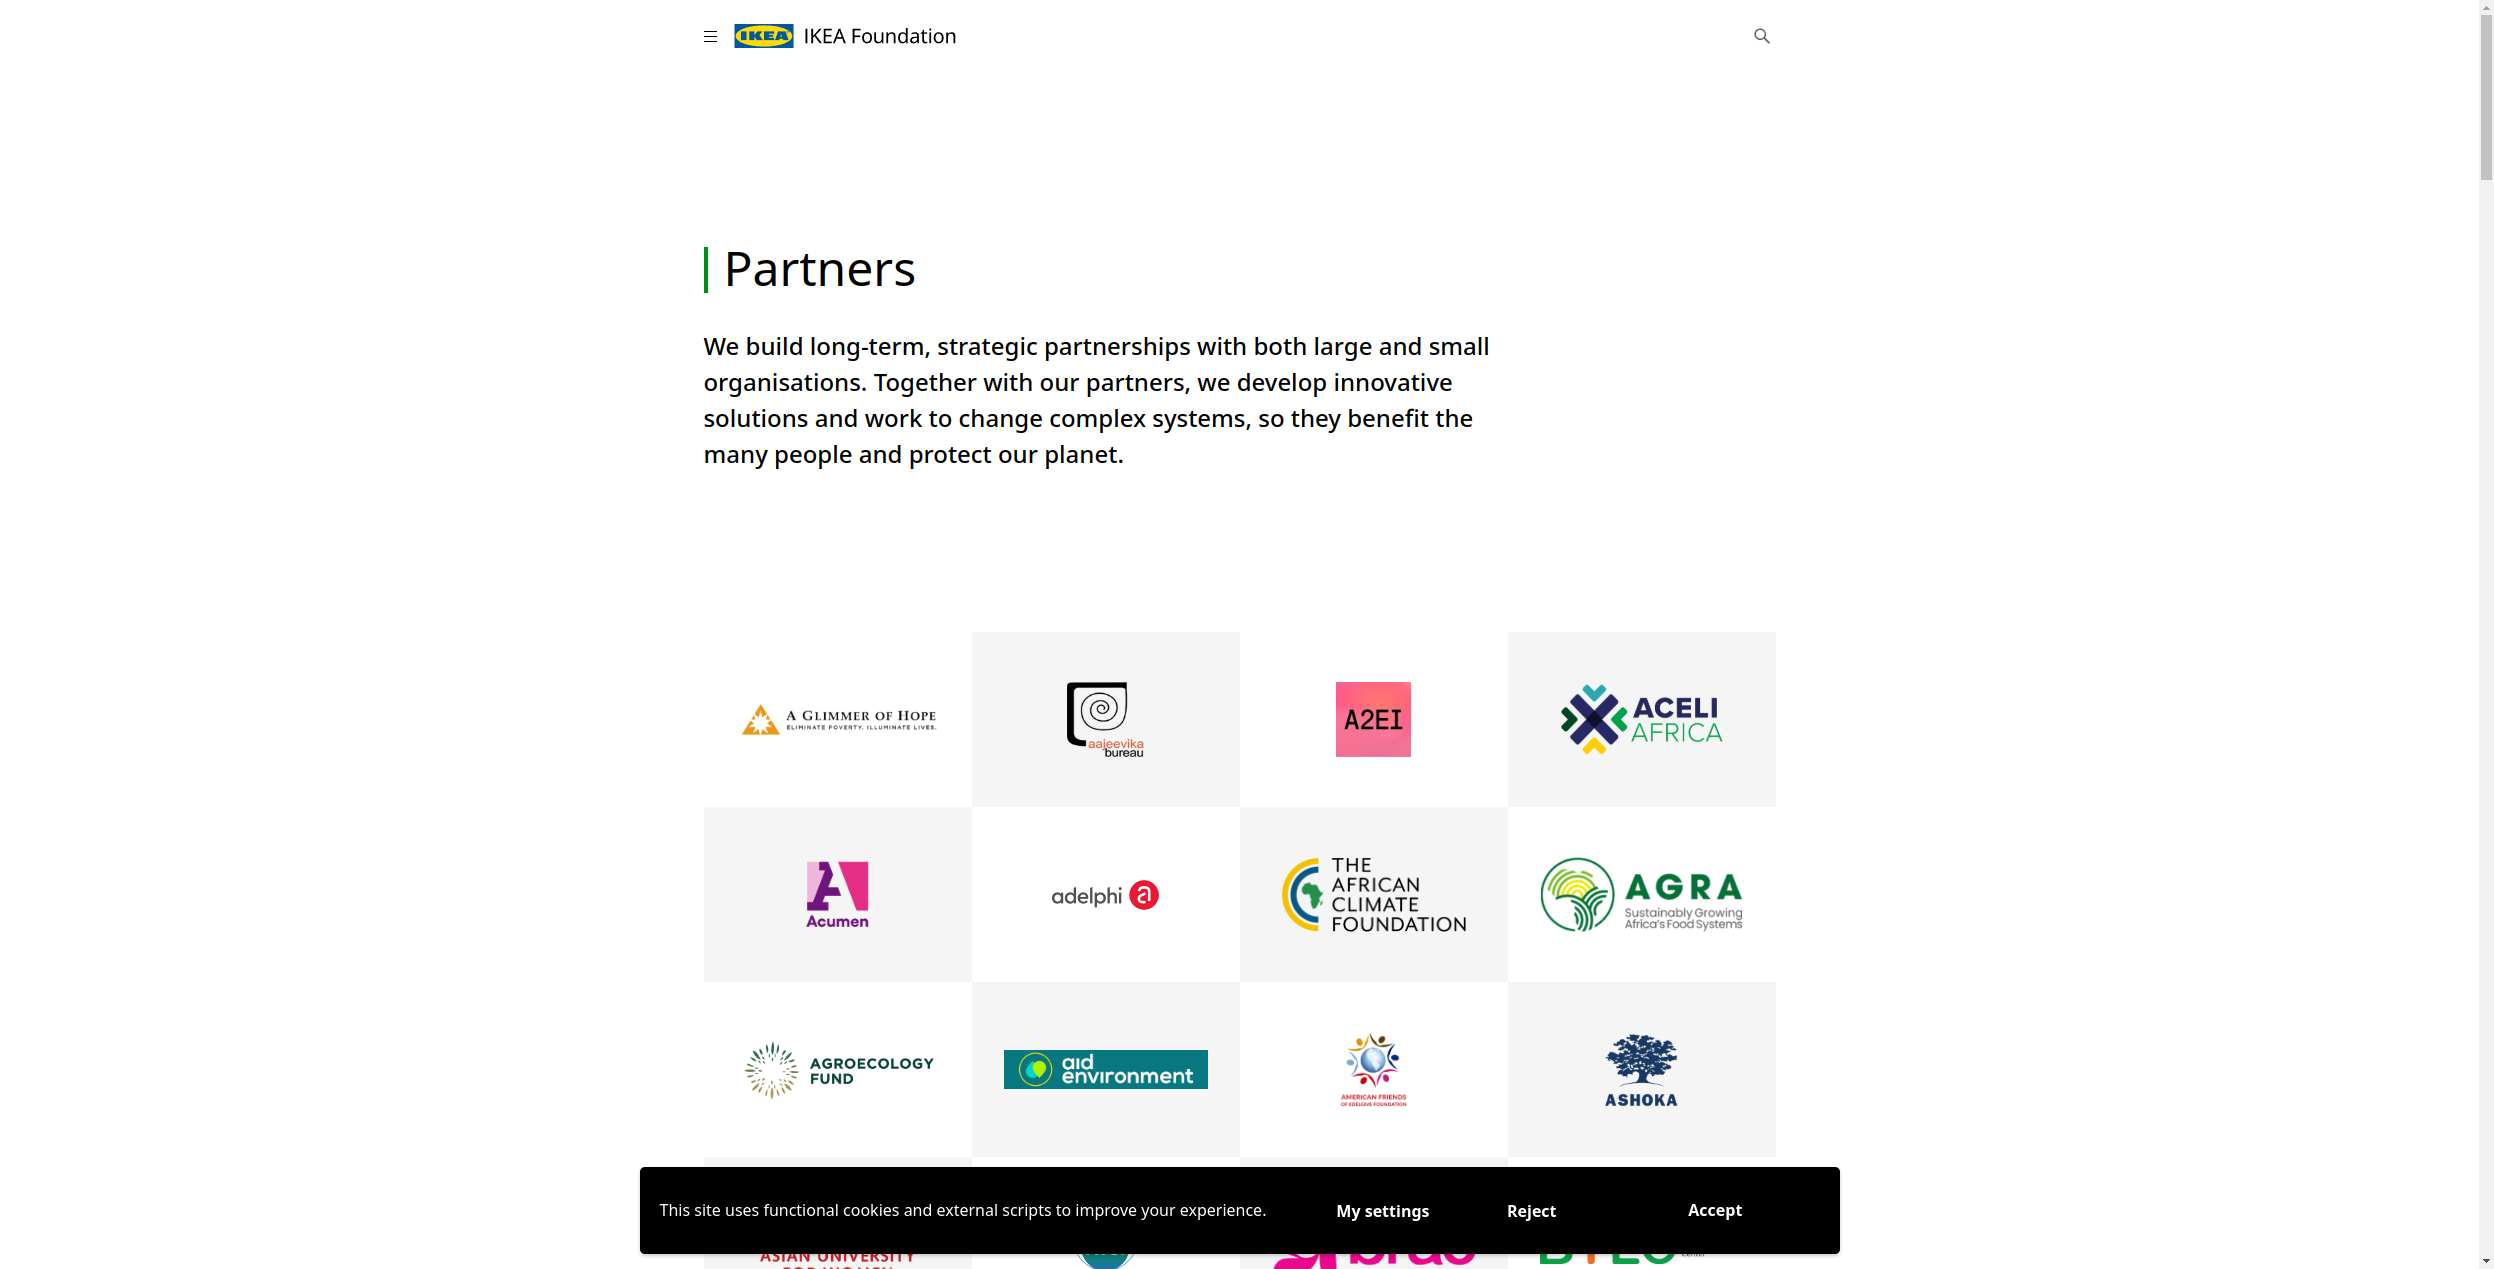 IKEA IKEA Foundation
Partners
We build long-term, strategic partnerships with both large and small
organisations. Together with our partners, we develop innovative
solutions and work to change complex systems, so they benefit the
many people and protect our planet.
A GLIMMER OF HOPE
ELIMINATE POVERTY. ILLUMINATE LIVES.
aajeevika
bureau
A2EI
ACELI
AFRICA
Acumen
adelphi a
THE
AFRICAN
CLIMATE
FOUNDATION
AGRA
Sustainably Growing
Africa's Food Systems
AGROECOLOGY
FUND
aid
environment
AMERICAN FRIENDS
OF EDELGIVE FOUNDATION
ASHOKA
This site uses functional cookies and external scripts to improve your experience.
My settings
Reject
Accept
ASIAN UNIVERSITY
FOR WOMEN
brac